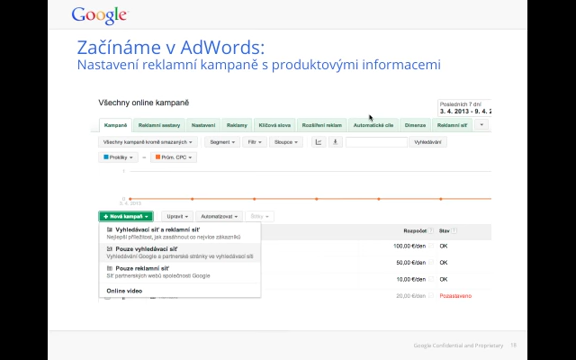 Google
Začínáme v AdWords:
Nastavení reklamní kampaně s produktovými informacemi
Všechny online kampaně
Posledních 7 dní
3. 4. 2013 - 9. 4.
Kampaně Reklamní sestavy Nastavení Reklamy Klíčová slova Rozšíření reklam Automatické cíle Dimenze Reklamní síť
Všechny kampaně kromě smazaných Segment Filtr Sloupce Vyhledávání
Prokliky Prům. CPC
+ Nová kampaň Upravit Automatizovat Štítky
Vyhledávací síť a reklamní síť
Nejlepší příležitost, jak zasáhnout co nejvíce zákazníků
Rozpočet Stav
Pouze vyhledávací síť
Vyhledávání Google a partnerské stránky ve vyhledávací síti
100,00 €/den OK
50,00 €/den OK
Pouze reklamní síť
Síť partnerských webů společnosti Google
10,00 €/den OK
Online video
20,00 €/den Pozastaveno
Google Confidential and Proprietary